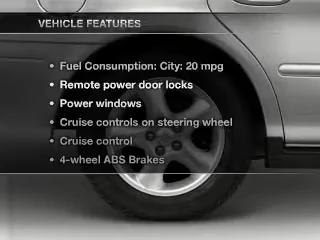 VEHICLE FEATURES
• Fuel Consumption: City: 20 mpg
• Remote power door locks
• Power windows
• Cruise controls on steering wheel
• Cruise control
• 4-wheel ABS Brakes